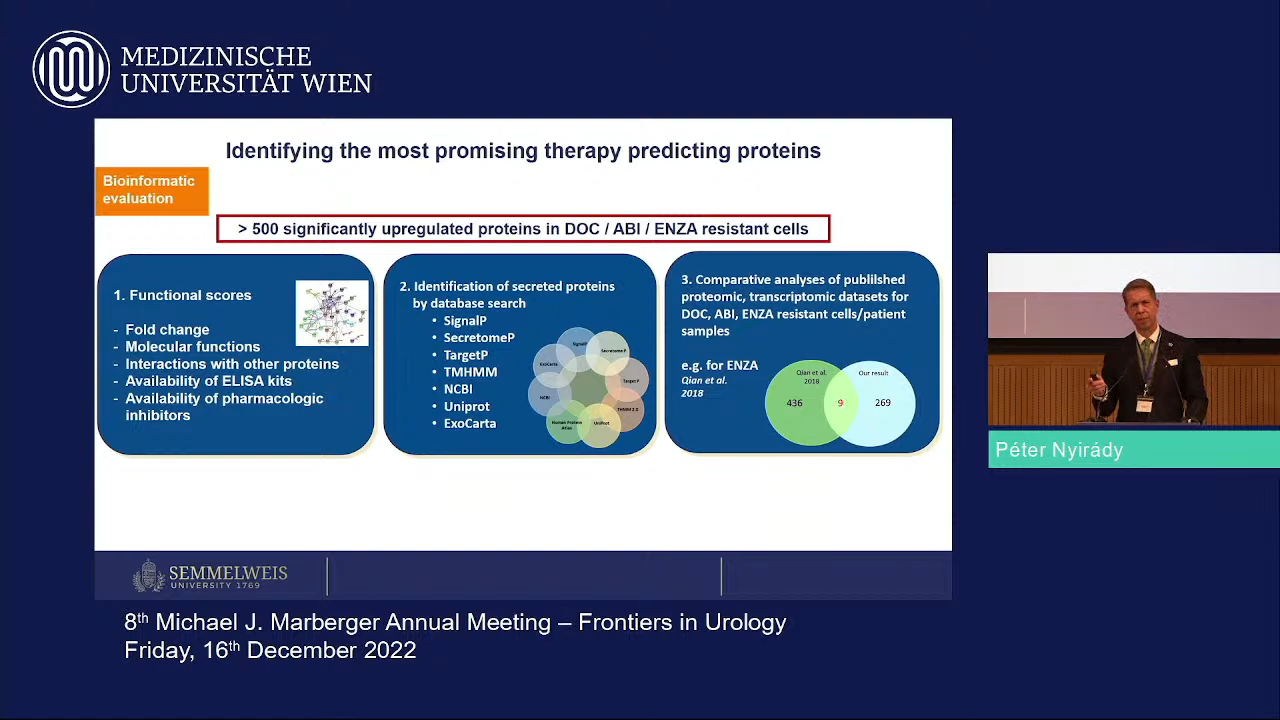 MEDIZINISCHE
UNIVERSITÄT WIEN
Identifying the most promising therapy predicting proteins
Bioinformatic
evaluation
> 500 significantly upregulated proteins in DOC / ABI / ENZA resistant cells
1. Functional scores
- Fold change
- Molecular functions
- Interactions with other proteins
- Availability of ELISA kits
- Availability of pharmacologic
inhibitors
2. Identification of secreted proteins
by database search
• SignalP
• SecretomeP
• TargetP
• TMHMM
• NCBI
• Uniprot
• ExoCarta
SignalP
Secretome P
Target P
THMM 2.0
UniProt
Human Protein
Atlas
NCBI
ExoCarta
3. Comparative analyses of publilshed
proteomic, transcriptomic datasets for
DOC, ABI, ENZA resistant cells/patient
samples
e.g. for ENZA
Qian et al.
2018
Qian et al.
2018
Our result
436
9
269
SEMMELWEIS
UNIVERSITY 1769
Péter Nyirády
8th Michael J. Marberger Annual Meeting – Frontiers in Urology
Friday, 16th December 2022